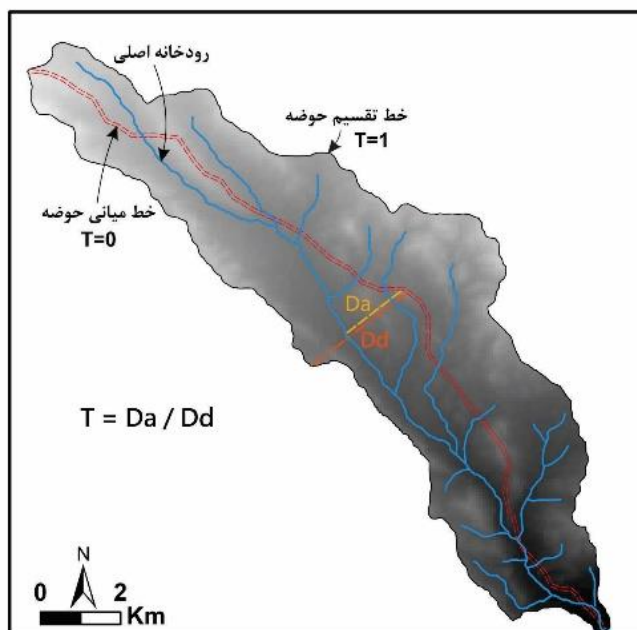 رودخانه اصلی
خط تقسیم حوضه
T=1
خط میانی حوضه
T=0
Da
Dd
T = Da / Dd
N
0 2
Km